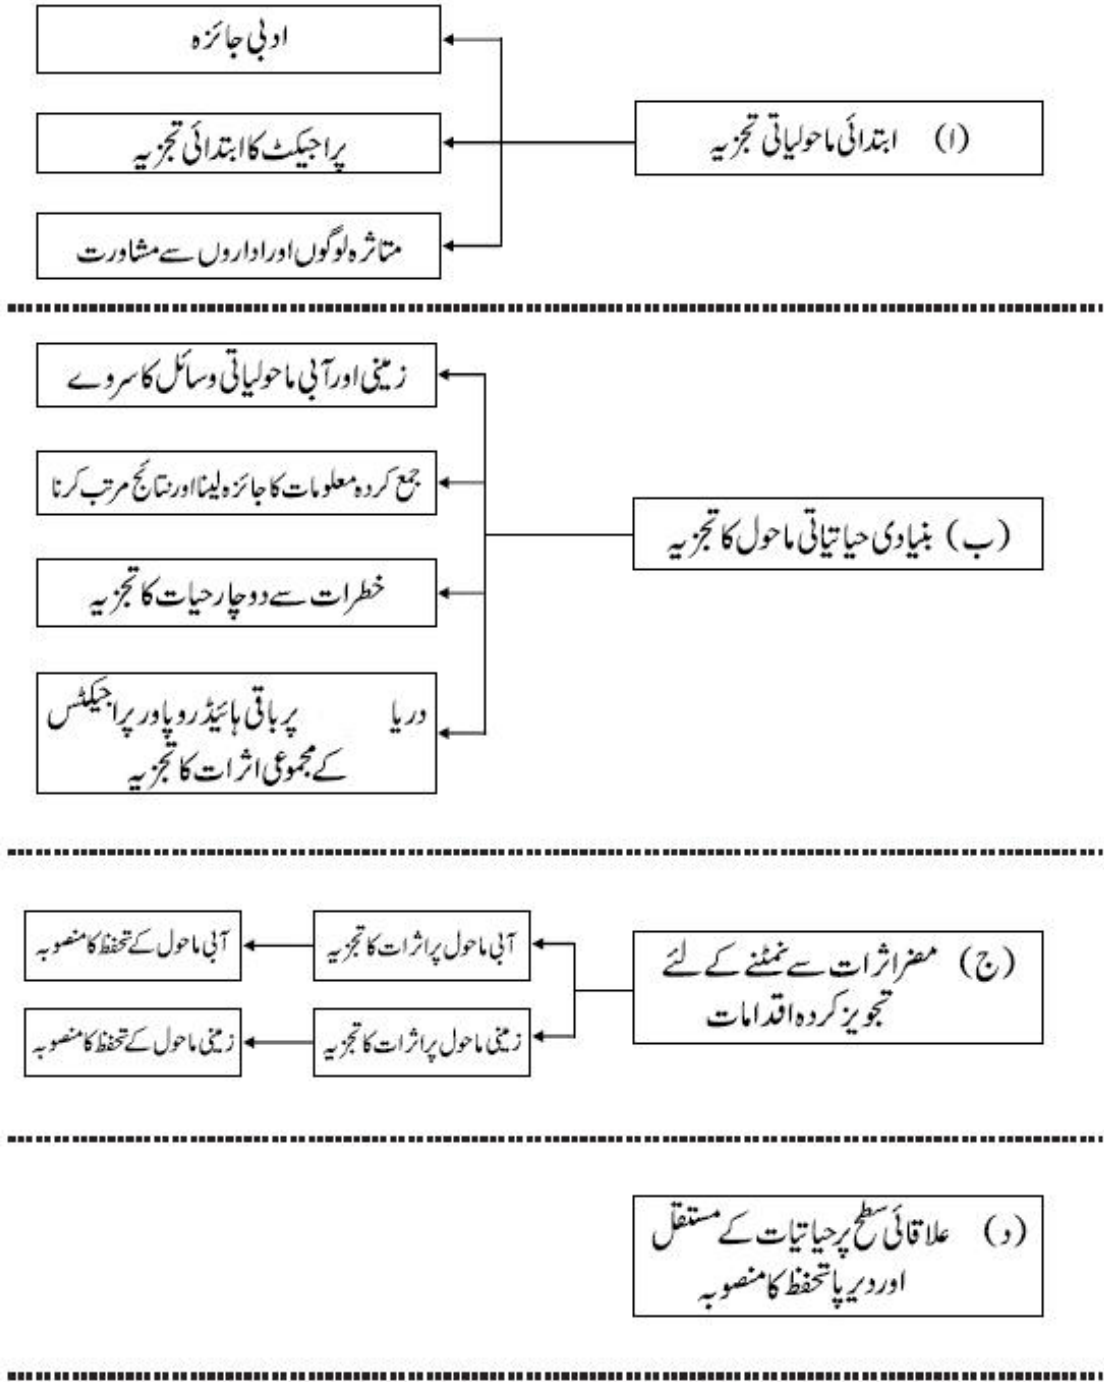 (ا) ابتدائی ماحولیاتی تجزیہ
ادبی جائزہ
پراجیکٹ کا ابتدائی تجزیہ
متاثرہ لوگوں اور اداروں سے مشاورت
(ب) بنیادی حیاتیاتی ماحول کا تجزیہ
زمینی اور آبی ماحولیاتی وسائل کا سروے
جمع کردہ معلومات کا جائزہ لینا اور نتائج مرتب کرنا
خطرات سے دوچار حیات کا تجزیہ
دریا پر باقی ہائیڈرو پاور پراجیکٹس
کے مجموعی اثرات کا تجزیہ
(ج) مضر اثرات سے نمٹنے کے لئے
تجویز کردہ اقدامات
آبی ماحول پر اثرات کا تجزیہ
آبی ماحول کے تحفظ کا منصوبہ
زمینی ماحول پر اثرات کا تجزیہ
زمینی ماحول کے تحفظ کا منصوبہ
(د) علاقائی سطح پر حیاتیات کے مستقل
اور دیرپا تحفظ کا منصوبہ